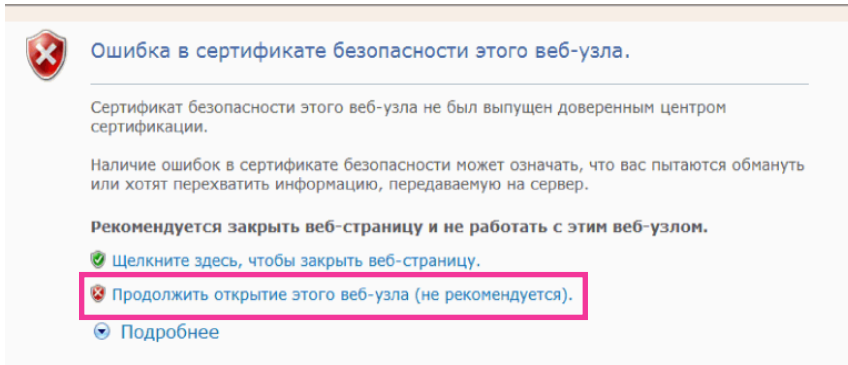 Ошибка в сертификате безопасности этого веб-узла.
Сертификат безопасности этого веб-узла не был выпущен доверенным центром
сертификации.
Наличие ошибок в сертификате безопасности может означать, что вас пытаются обмануть
или хотят перехватить информацию, передаваемую на сервер.
Рекомендуется закрыть веб-страницу и не работать с этим веб-узлом.
Щелкните здесь, чтобы закрыть веб-страницу.
Продолжить открытие этого веб-узла (не рекомендуется).
Подробнее